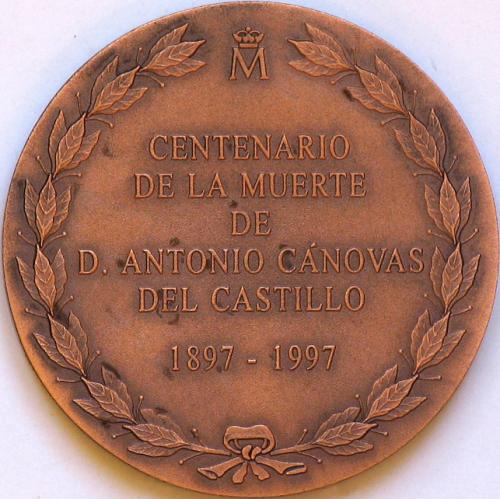 M
CENTENARIO
DE LA MUERTE
DE
D. ANTONIO CÁNOVAS
DEL CASTILLO
1897 - 1997